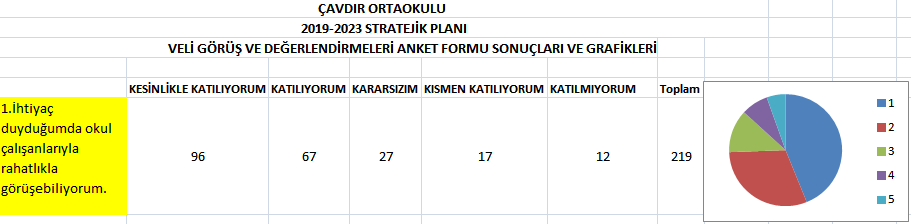 ÇAVDIR ORTAOKULU
2019-2023 STRATEJİK PLANI
VELİ GÖRÜŞ VE DEĞERLENDİRMELERİ ANKET FORMU SONUÇLARI VE GRAFİKLERİ
KESİNLIKLE KATILIYORUM KATILIYORUM KARARSIZIM KISMEN KATILIYORUM KATILMIYORUM Toplam
1.İhtiyaç
duyduğumda okul
çalışanlarıyla
rahatlıkla
görüşebiliyorum.
96 67 27 17 12 219
1
2
3
4
5